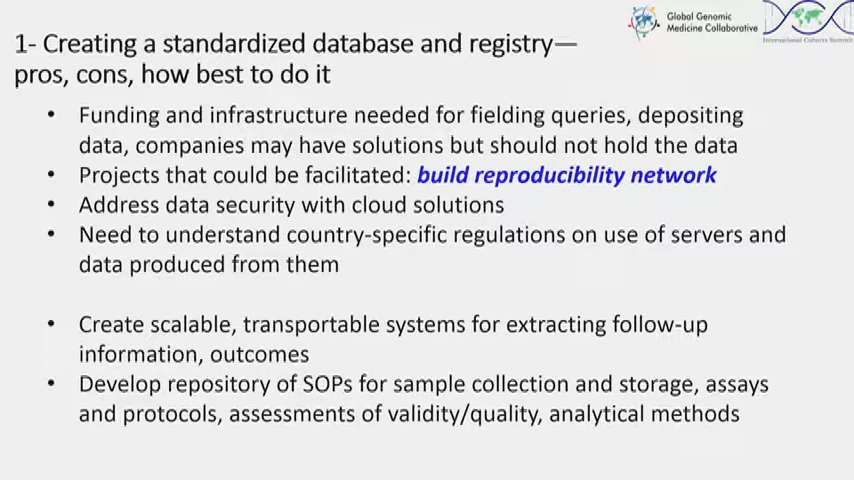 Global Genomic
Medicine Collaborative
International Cohorts Summit
1- Creating a standardized database and registry—
pros, cons, how best to do it
• Funding and infrastructure needed for fielding queries, depositing
data, companies may have solutions but should not hold the data
• Projects that could be facilitated: build reproducibility network
• Address data security with cloud solutions
• Need to understand country-specific regulations on use of servers and
data produced from them
• Create scalable, transportable systems for extracting follow-up
information, outcomes
• Develop repository of SOPs for sample collection and storage, assays
and protocols, assessments of validity/quality, analytical methods